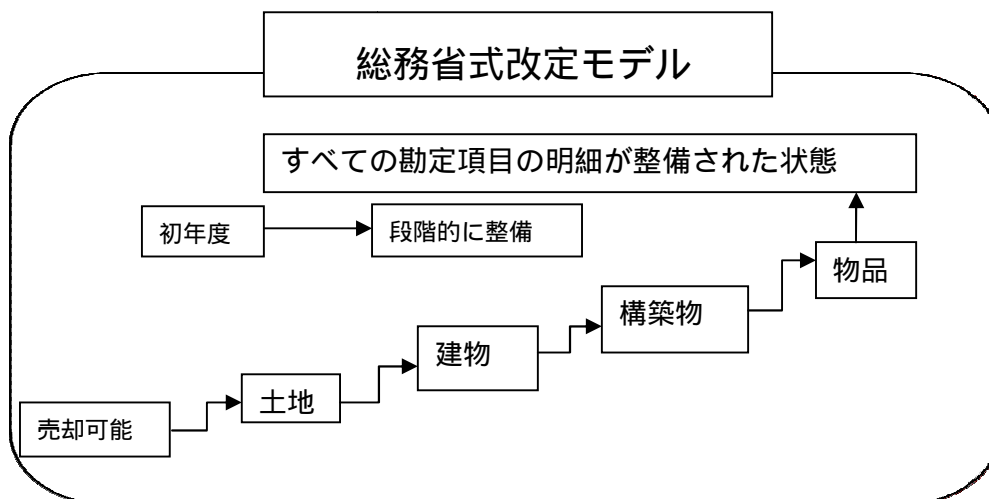 総務省式改定モデル
すべての勘定項目の明細が整備された状態
初年度
段階的に整備
物品
構築物
建物
土地
売却可能